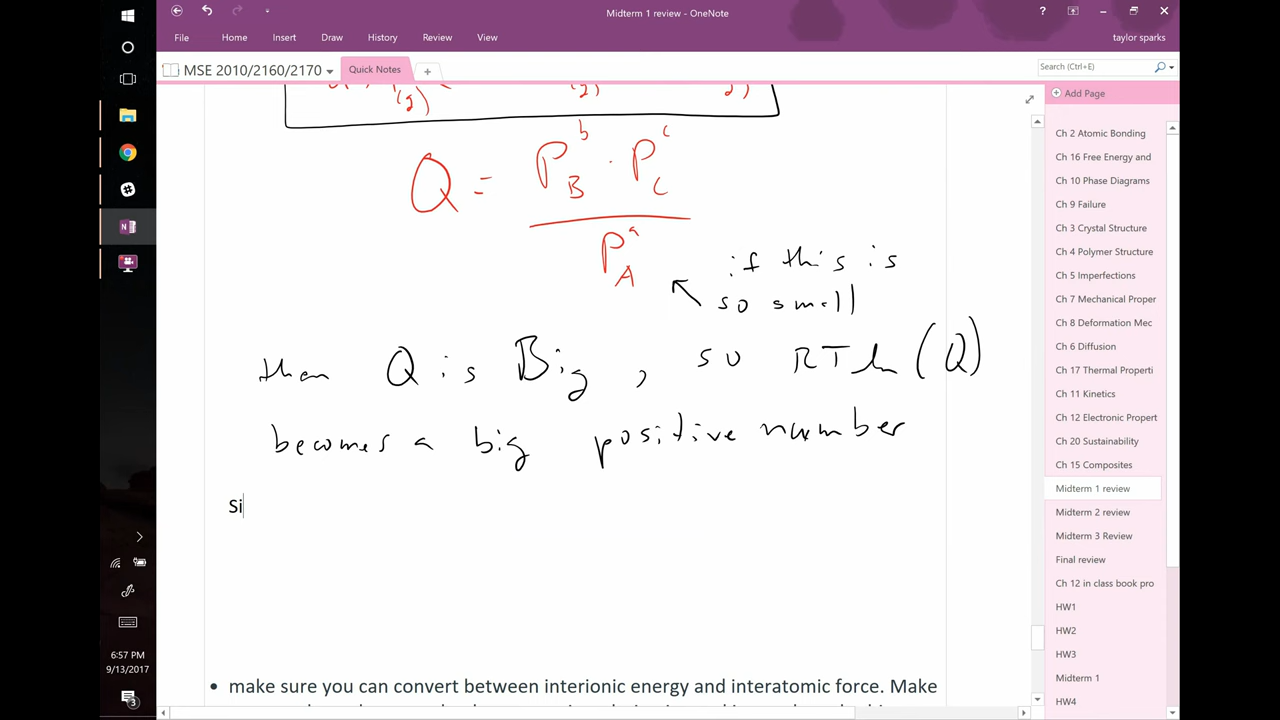 Midterm 1 review - OneNote
?
File Home Insert Draw History Review View
taylor sparks
MSE 2010/2160/2170
Quick Notes
+
Search (Ctrl+E)
Add Page
(g) (g) g)
Q = P_B^b · P_C^c / P_A^a
if this is
so small
then Q is Big, so RT ln (Q)
becomes a big positive number
Si
• make sure you can convert between interionic energy and interatomic force. Make
Ch 2 Atomic Bonding
Ch 16 Free Energy and
Ch 10 Phase Diagrams
Ch 9 Failure
Ch 3 Crystal Structure
Ch 4 Polymer Structure
Ch 5 Imperfections
Ch 7 Mechanical Proper
Ch 8 Deformation Mec
Ch 6 Diffusion
Ch 17 Thermal Properti
Ch 11 Kinetics
Ch 12 Electronic Propert
Ch 20 Sustainability
Ch 15 Composites
Midterm 1 review
Midterm 2 review
Midterm 3 Review
Final review
Ch 12 in class book pro
HW1
HW2
HW3
Midterm 1
HW4
6:57 PM
9/13/2017
3